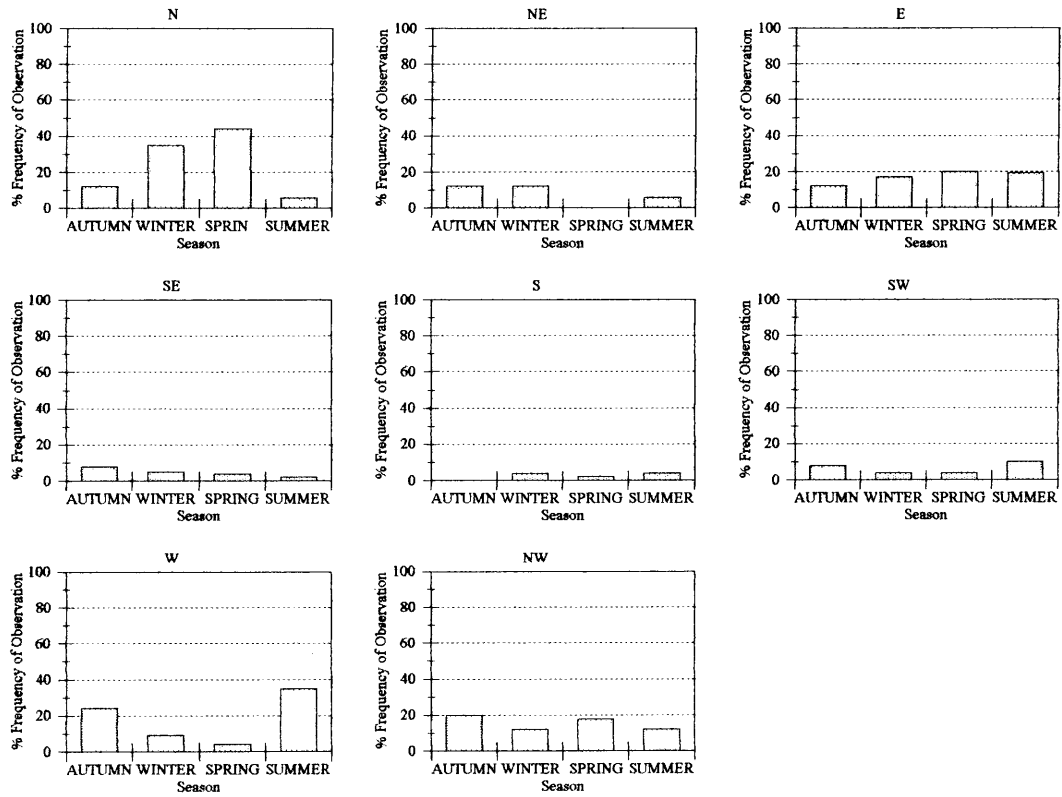 N
% Frequency of Observation
100
80
60
40
20
0
AUTUMN WINTER SPRIN SUMMER
Season
NE
% Frequency of Observation
100
80
60
40
20
0
AUTUMN WINTER SPRING SUMMER
Season
E
% Frequency of Observation
100
80
60
40
20
0
AUTUMN WINTER SPRING SUMMER
Season
SE
% Frequency of Observation
100
80
60
40
20
0
AUTUMN WINTER SPRING SUMMER
Season
S
% Frequency of Observation
100
80
60
40
20
0
AUTUMN WINTER SPRING SUMMER
Season
SW
% Frequency of Observation
100
80
60
40
20
0
AUTUMN WINTER SPRING SUMMER
Season
W
% Frequency of Observation
100
80
60
40
20
0
AUTUMN WINTER SPRING SUMMER
Season
NW
% Frequency of Observation
100
80
60
40
20
0
AUTUMN WINTER SPRING SUMMER
Season